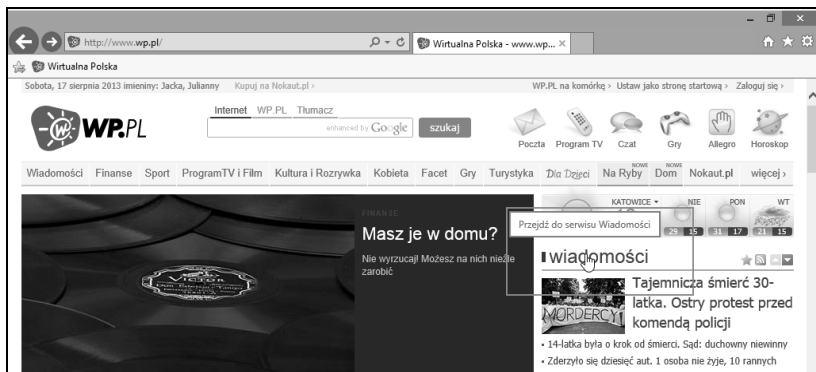 http://www.wp.pl/
Wirtualna Polska - www.wp...
Wirtualna Polska
Sobota, 17 sierpnia 2013 imieniny: Jacka, Julianny Kupuj na Nokaut.pl ›
WP.PL na komórkę › Ustaw jako stronę startową › Zaloguj się ›
WP.PL
Internet WP.PL Tłumacz
enhanced by Google szukaj
Poczta Program TV Czat Gry Allegro Horoskop
NOWE NOWE
Wiadomości Finanse Sport ProgramTV i Film Kultura i Rozrywka Kobieta Facet Gry Turystyka Dla Dzieci Na Ryby Dom Nokaut.pl więcej ›
KATOWICE NIE PON WT
29 15 31 17 21 15
FINANSE
Masz je w domu?
Nie wyrzucaj! Możesz na nich nieźle
zarobić
VICTOR
Przejdź do serwisu Wiadomości
wiadomości
MORDERCY!
Tajemnicza śmierć 30-
latka. Ostry protest przed
komendą policji
• 14-latka była o krok od śmierci. Sąd: duchowny niewinny
• Zderzyło się dziesięć aut. 1 osoba nie żyje, 10 rannych